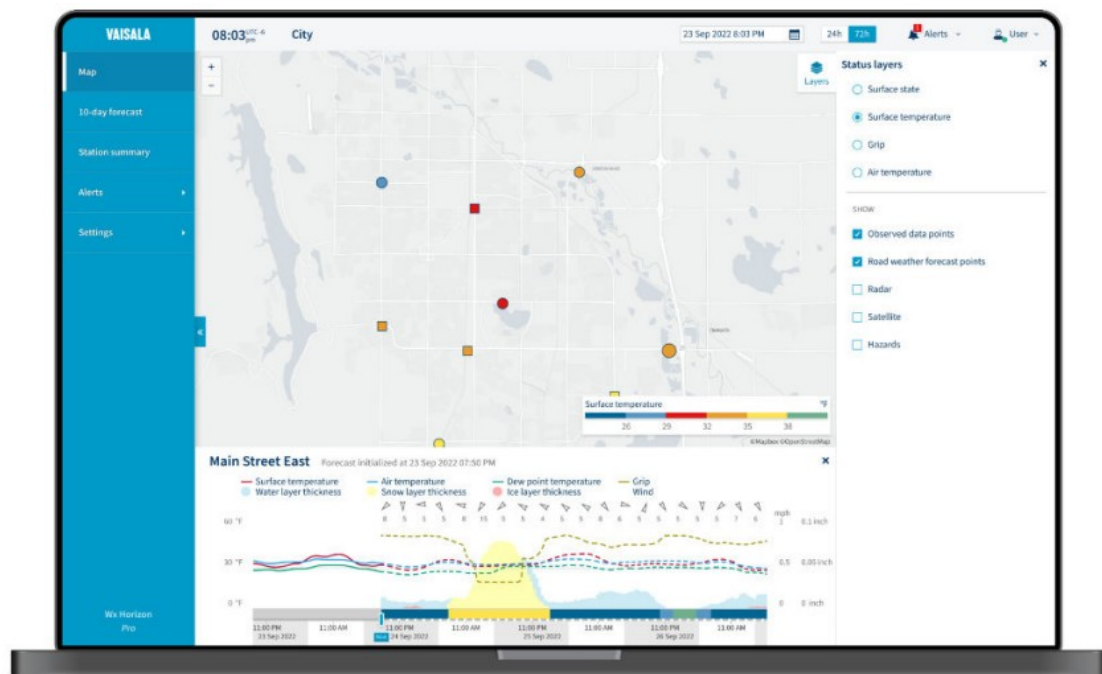 VAISALA
08:03 UTC -6 pm City
23 Sep 2022 8:03 PM
24h 72h
Alerts
User
Map
10-day forecast
Station summary
Alerts
Settings
Wx Horizon
Pro
+
-
Layers
Status layers
Surface state
Surface temperature
Grip
Air temperature
SHOW
Observed data points
Road weather forecast points
Radar
Satellite
Hazards
Surface temperature °F
26 29 32 35 38
©Mapbox ©OpenStreetMap
Main Street East Forecast initialized at 23 Sep 2022 07:50 PM
Surface temperature Air temperature Dew point temperature Grip
Water layer thickness Snow layer thickness Ice layer thickness Wind
mph
60 °F 1 0.1 inch
30 °F 0.5 0.05 inch
0 °F 0 0 inch
11:00 PM 11:00 AM 11:00 PM 11:00 AM 11:00 PM 11:00 AM 11:00 PM 11:00 AM
23 Sep 2022 Now 24 Sep 2022 25 Sep 2022 26 Sep 2022